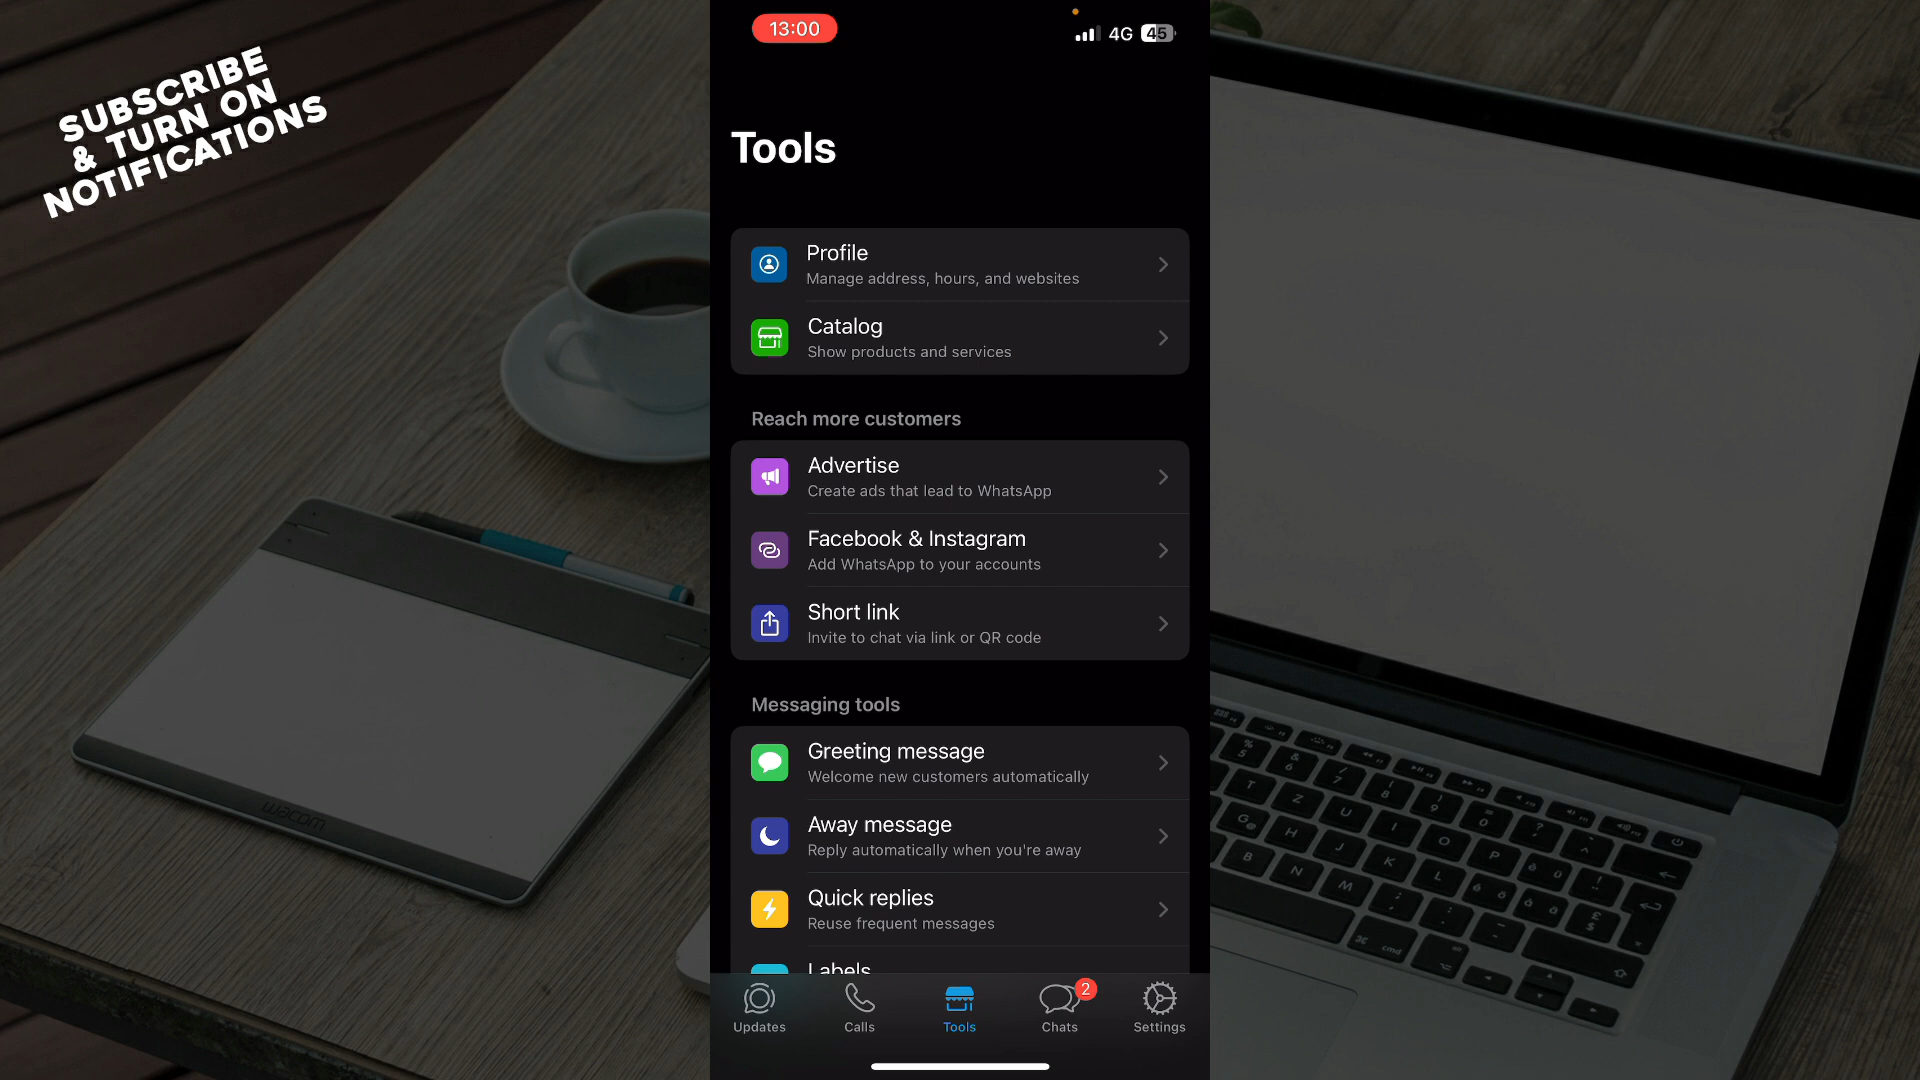 SUBSCRIBE
& TURN ON
NOTIFICATIONS
13:00
4G 45
Tools
Profile
Manage address, hours, and websites
Catalog
Show products and services
Reach more customers
Advertise
Create ads that lead to WhatsApp
Facebook & Instagram
Add WhatsApp to your accounts
Short link
Invite to chat via link or QR code
Messaging tools
Greeting message
Welcome new customers automatically
Away message
Reply automatically when you're away
Quick replies
Reuse frequent messages
Labels
2
Updates Calls Tools Chats Settings
wacom